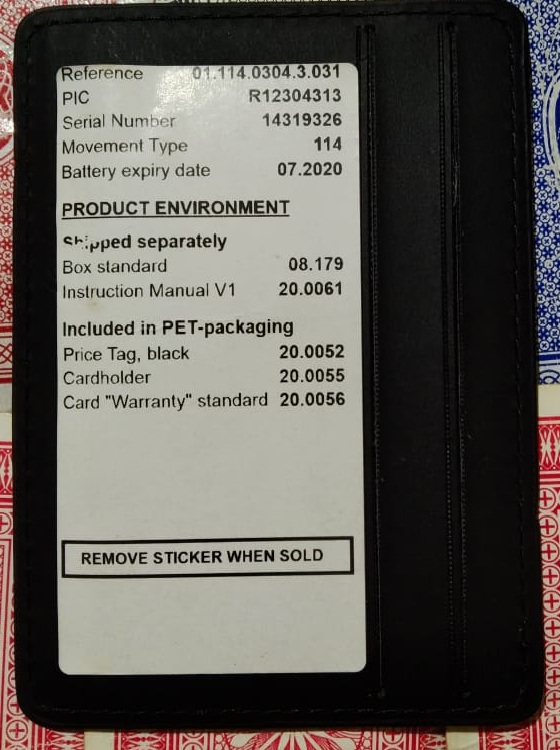 Reference 01.114.0304.3.031
PIC R12304313
Serial Number 14319326
Movement Type 114
Battery expiry date 07.2020
PRODUCT ENVIRONMENT
Shipped separately
Box standard 08.179
Instruction Manual V1 20.0061
Included in PET-packaging
Price Tag, black 20.0052
Cardholder 20.0055
Card "Warranty" standard 20.0056
REMOVE STICKER WHEN SOLD